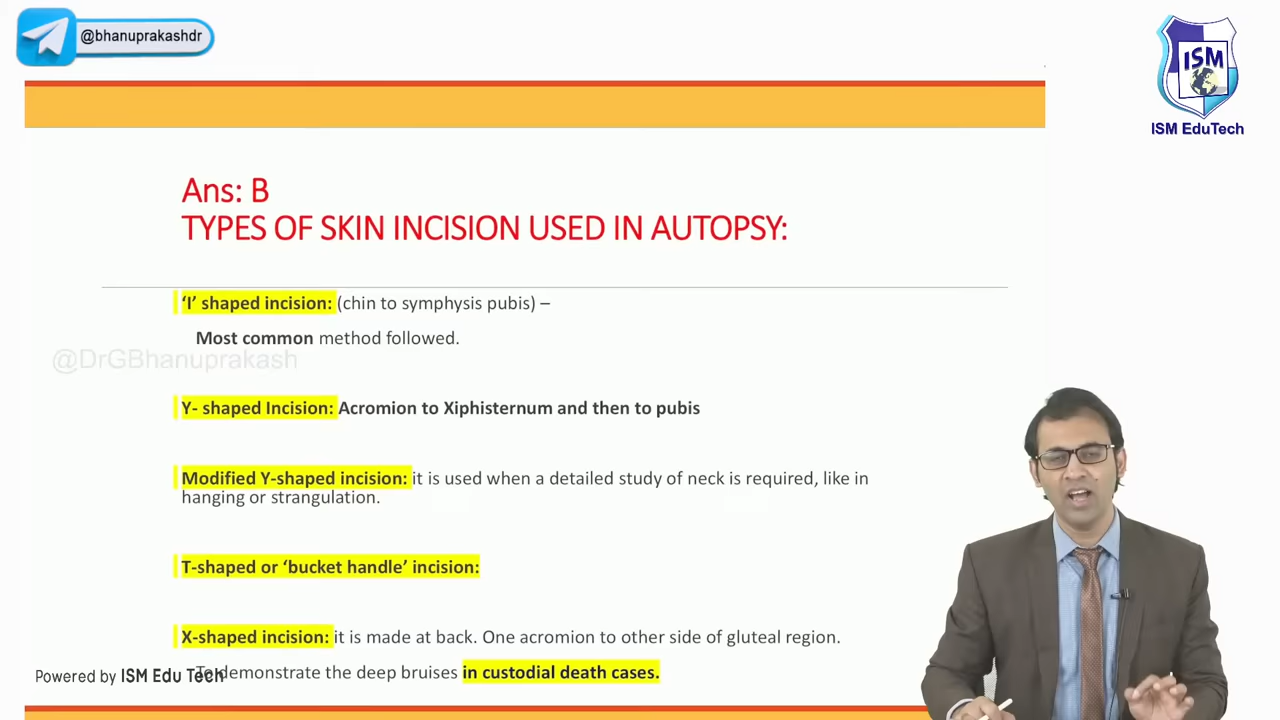 @bhanuprakashdr
ISM
ISM EduTech
Ans: B
TYPES OF SKIN INCISION USED IN AUTOPSY:
‘I’ shaped incision: (chin to symphysis pubis) –
Most common method followed.
@DrGBhanuprakash
Y- shaped Incision: Acromion to Xiphisternum and then to pubis
Modified Y-shaped incision: it is used when a detailed study of neck is required, like in
hanging or strangulation.
T-shaped or ‘bucket handle’ incision:
X-shaped incision: it is made at back. One acromion to other side of gluteal region.
To demonstrate the deep bruises in custodial death cases.
Powered by ISM Edu Tech